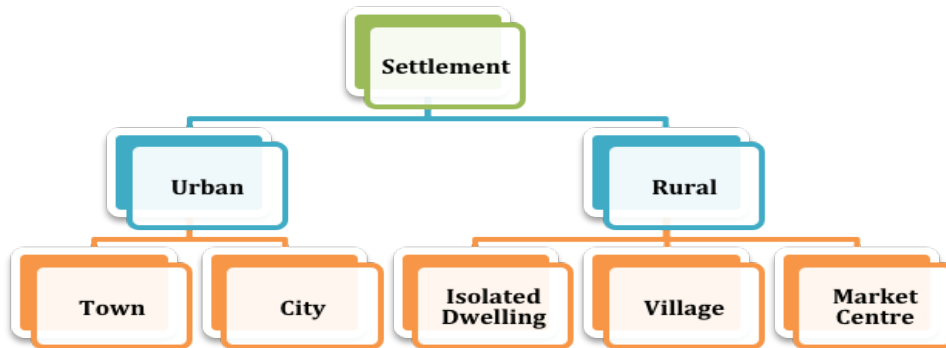 Settlement
Urban
Rural
Town
City
Isolated
Dwelling
Village
Market
Centre